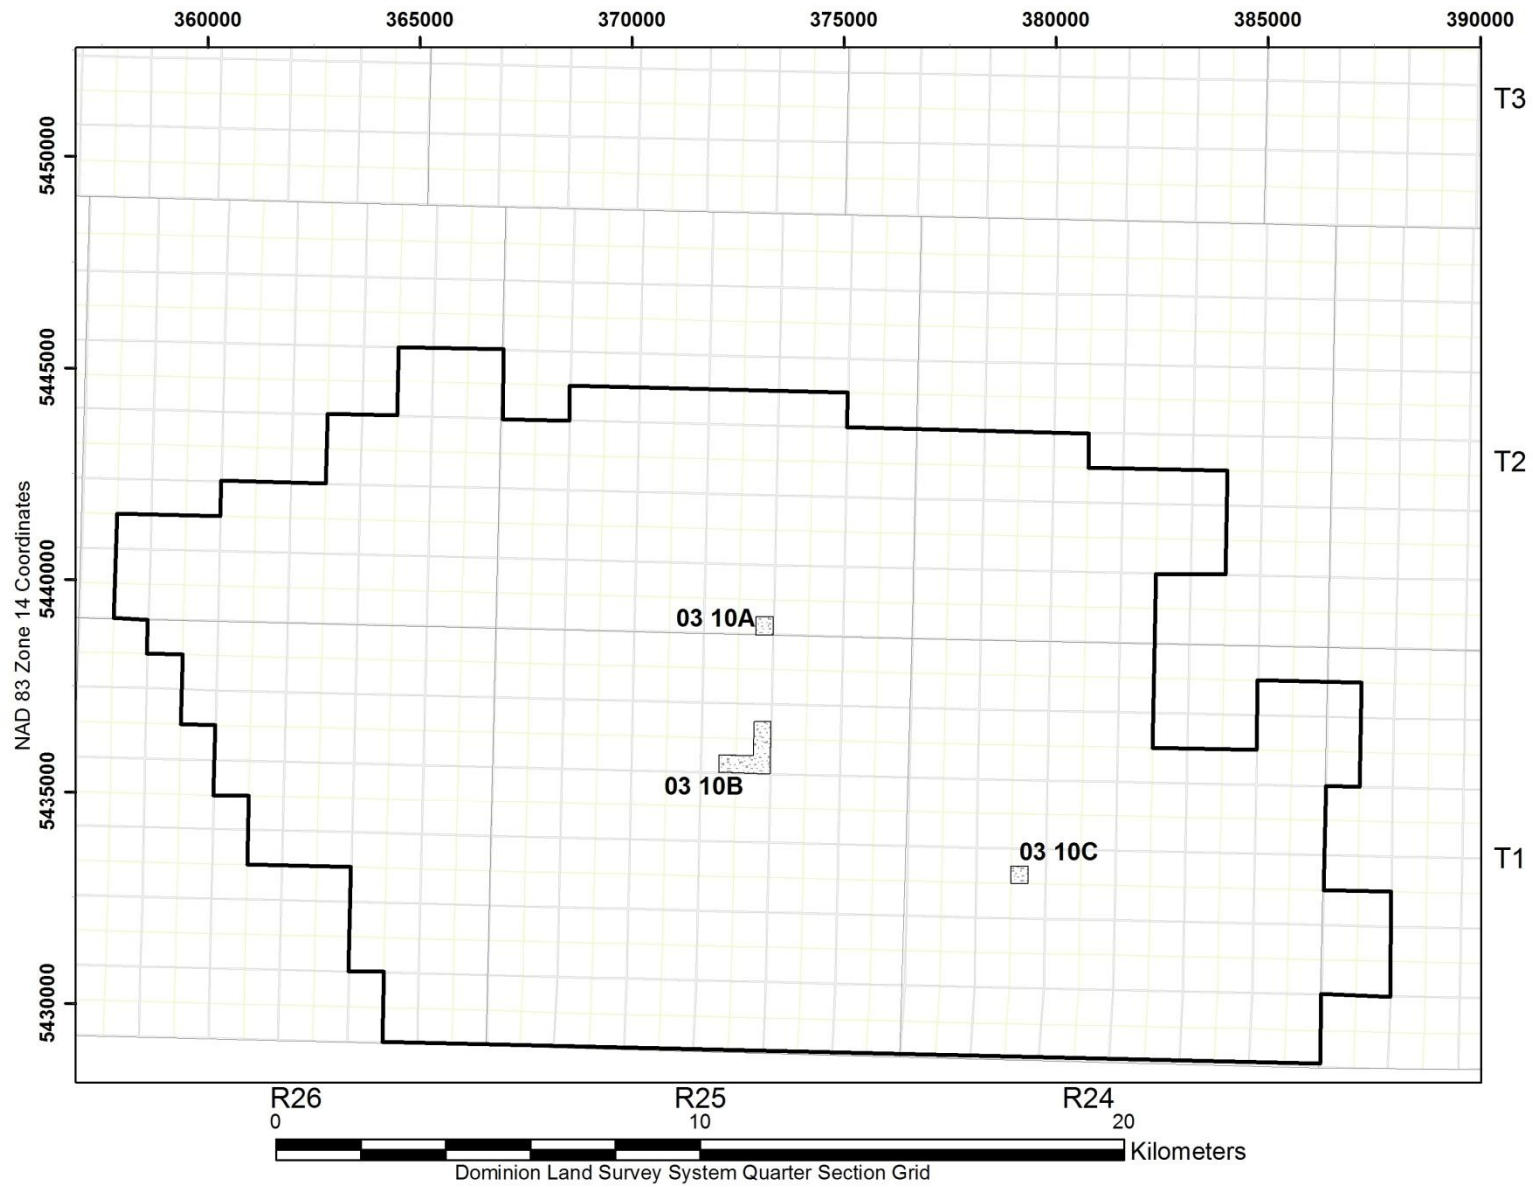 360000 365000 370000 375000 380000 385000 390000
T3
5450000
5445000
T2
NAD 83 Zone 14 Coordinates
5440000
03 10A
5435000
03 10B
03 10C
T1
5430000
R26 R25 R24
0 10 20
Kilometers
Dominion Land Survey System Quarter Section Grid